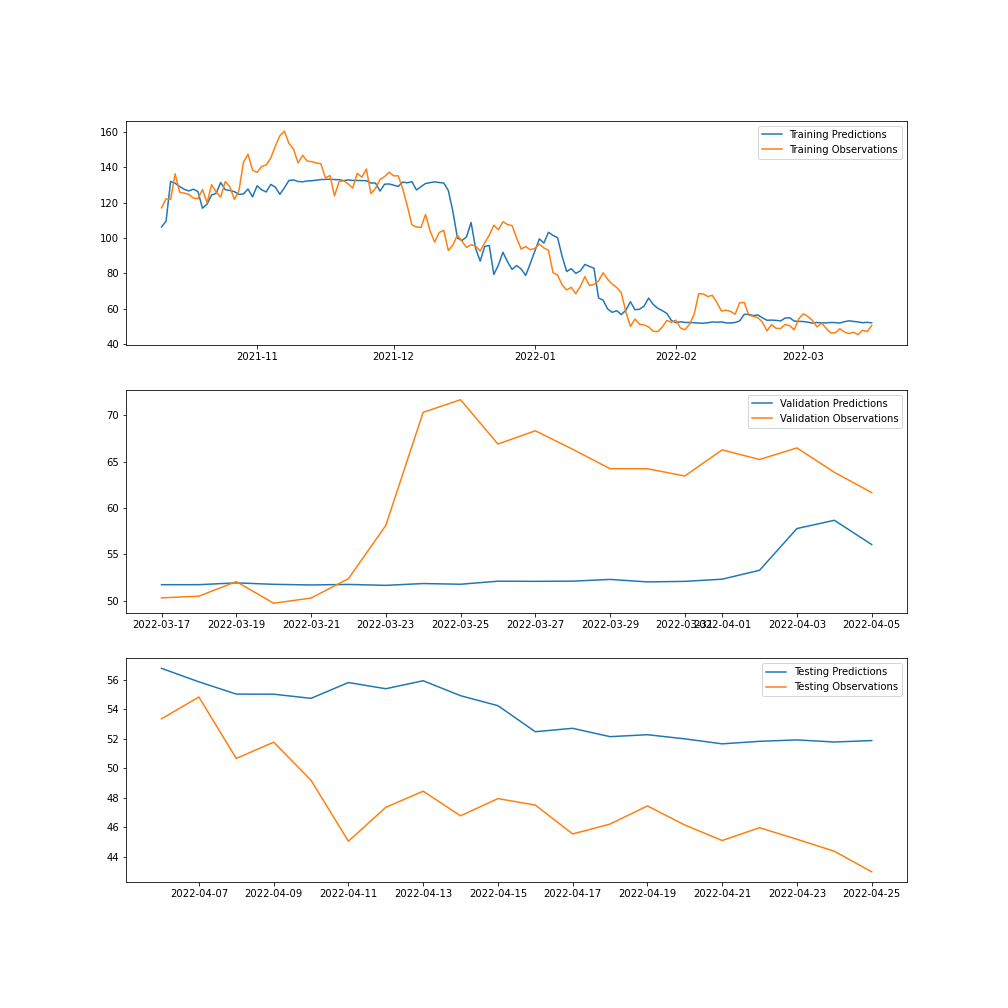 Training Predictions
Training Observations
160
140
120
100
80
60
40
2021-11 2021-12 2022-01 2022-02 2022-03
Validation Predictions
Validation Observations
70
65
60
55
50
2022-03-17 2022-03-19 2022-03-21 2022-03-23 2022-03-25 2022-03-27 2022-03-29 2022-03-31 2022-04-01 2022-04-03 2022-04-05
Testing Predictions
Testing Observations
56
54
52
50
48
46
44
2022-04-07 2022-04-09 2022-04-11 2022-04-13 2022-04-15 2022-04-17 2022-04-19 2022-04-21 2022-04-23 2022-04-25